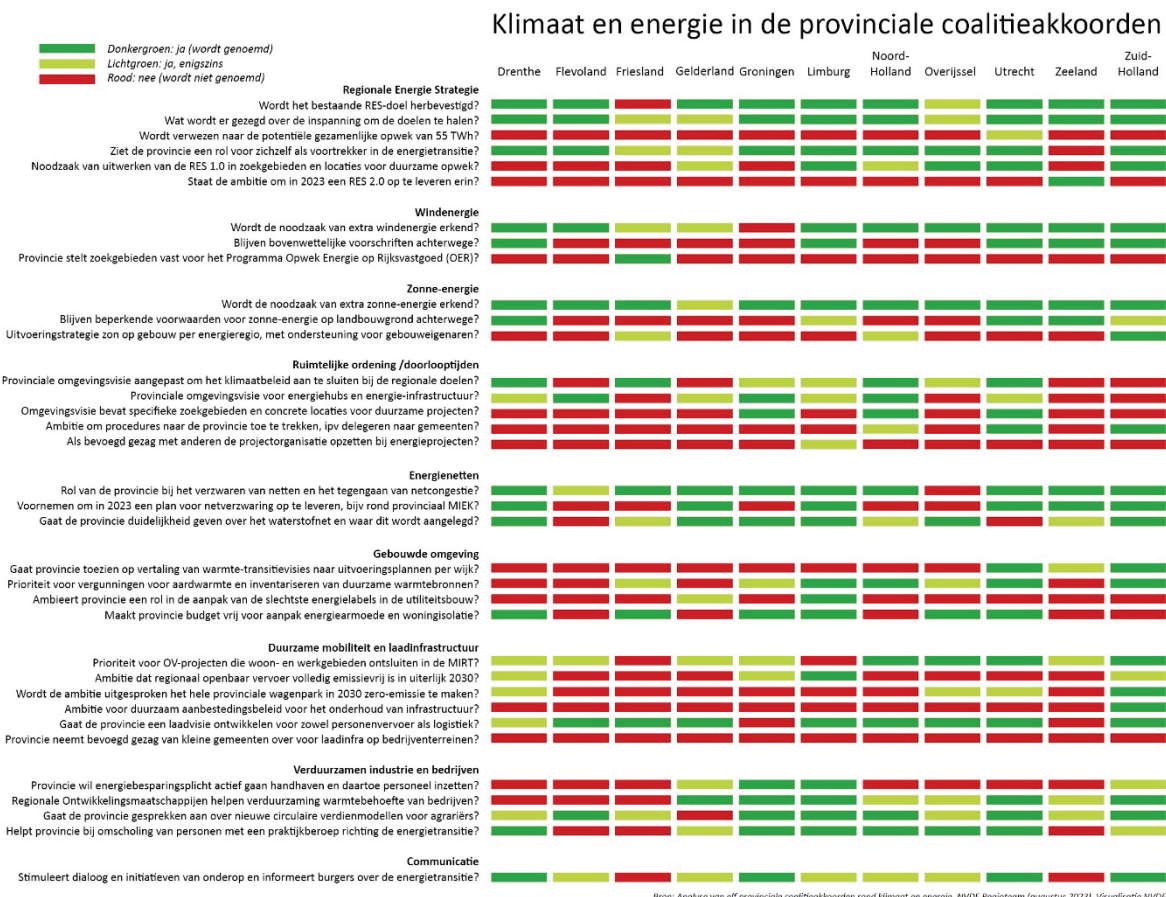 Klimaat en energie in de provinciale coalitieakkoorden
Donkergroen: ja (wordt genoemd)
Lichtgroen: ja, enigszins
Rood: nee (wordt niet genoemd)
Drenthe Flevoland Friesland Gelderland Groningen Limburg Noord-Holland Overijssel Utrecht Zeeland Zuid-Holland
Regionale Energie Strategie
Wordt het bestaande RES-doel herbevestigd?
Wat wordt er gezegd over de inspanning om de doelen te halen?
Wordt verwezen naar de potentiële gezamenlijke opwek van 55 TWh?
Ziet de provincie een rol voor zichzelf als voortrekker in de energietransitie?
Noodzaak van uitwerken van de RES 1.0 in zoekgebieden en locaties voor duurzame opwek?
Staat de ambitie om in 2023 een RES 2.0 op te leveren erin?
Windenergie
Wordt de noodzaak van extra windenergie erkend?
Blijven bovenwettelijke voorschriften achterwege?
Provincie stelt zoekgebieden vast voor het Programma Opwek Energie op Rijksvastgoed (OER)?
Zonne-energie
Wordt de noodzaak van extra zonne-energie erkend?
Blijven beperkende voorwaarden voor zonne-energie op landbouwgrond achterwege?
Uitvoeringstrategie zon op gebouw per energieregio, met ondersteuning voor gebouweigenaren?
Ruimtelijke ordening /doorlooptijden
Provinciale omgevingsvisie aangepast om het klimaatbeleid aan te sluiten bij de regionale doelen?
Provinciale omgevingsvisie voor energiehubs en energie-infrastructuur?
Omgevingsvisie bevat specifieke zoekgebieden en concrete locaties voor duurzame projecten?
Ambitie om procedures naar de provincie toe te trekken, ipv delegeren naar gemeenten?
Als bevoegd gezag met anderen de projectorganisatie opzetten bij energieprojecten?
Energienetten
Rol van de provincie bij het verzwaren van netten en het tegengaan van netcongestie?
Voornemen om in 2023 een plan voor netverzwaring op te leveren, bijv rond provinciaal MIEK?
Gaat de provincie duidelijkheid geven over het waterstofnet en waar dit wordt aangelegd?
Gebouwde omgeving
Gaat provincie toezien op vertaling van warmte-transitievisies naar uitvoeringsplannen per wijk?
Prioriteit voor vergunningen voor aardwarmte en inventariseren van duurzame warmtebronnen?
Ambieert provincie een rol in de aanpak van de slechtste energielabels in de utiliteitsbouw?
Maakt provincie budget vrij voor aanpak energiearmoede en woningisolatie?
Duurzame mobiliteit en laadinfrastructuur
Prioriteit voor OV-projecten die woon- en werkgebieden ontsluiten in de MIRT?
Ambitie dat regionaal openbaar vervoer volledig emissievrij is in uiterlijk 2030?
Wordt de ambitie uitgesproken het hele provinciale wagenpark in 2030 zero-emissie te maken?
Ambitie voor duurzaam aanbestedingsbeleid voor het onderhoud van infrastructuur?
Gaat de provincie een laadvisie ontwikkelen voor zowel personenvervoer als logistiek?
Provincie neemt bevoegd gezag van kleine gemeenten over voor laadinfra op bedrijventerreinen?
Verduurzamen industrie en bedrijven
Provincie wil energiebesparingsplicht actief gaan handhaven en daartoe personeel inzetten?
Regionale Ontwikkelingsmaatschappijen helpen verduurzaming warmtebehoefte van bedrijven?
Gaat de provincie gesprekken aan over nieuwe circulaire verdienmodellen voor agrariërs?
Helpt provincie bij omscholing van personen met een praktijkberoep richting de energietransitie?
Communicatie
Stimuleert dialoog en initiatieven van onderop en informeert burgers over de energietransitie?
Bron: Analyse van elf provinciale coalitieakkoorden rond klimaat en energie, NVDE Regioteam (augustus 2023). Visualisatie NVDE